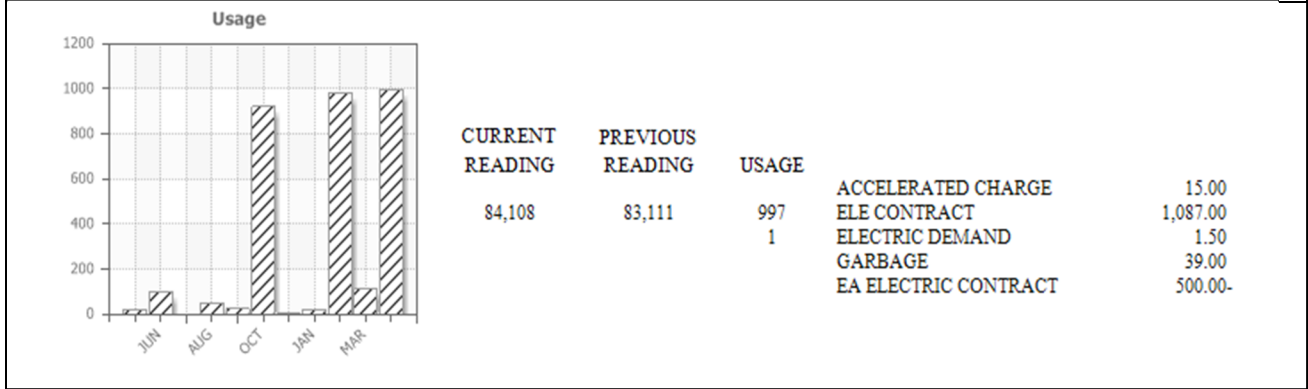 Usage
1200
1000
800
600
400
200
0
JUN AUG OCT JAN MAR
CURRENT PREVIOUS
READING READING USAGE
ACCELERATED CHARGE 15.00
84,108 83,111 997 ELE CONTRACT 1,087.00
1 ELECTRIC DEMAND 1.50
GARBAGE 39.00
EA ELECTRIC CONTRACT 500.00-